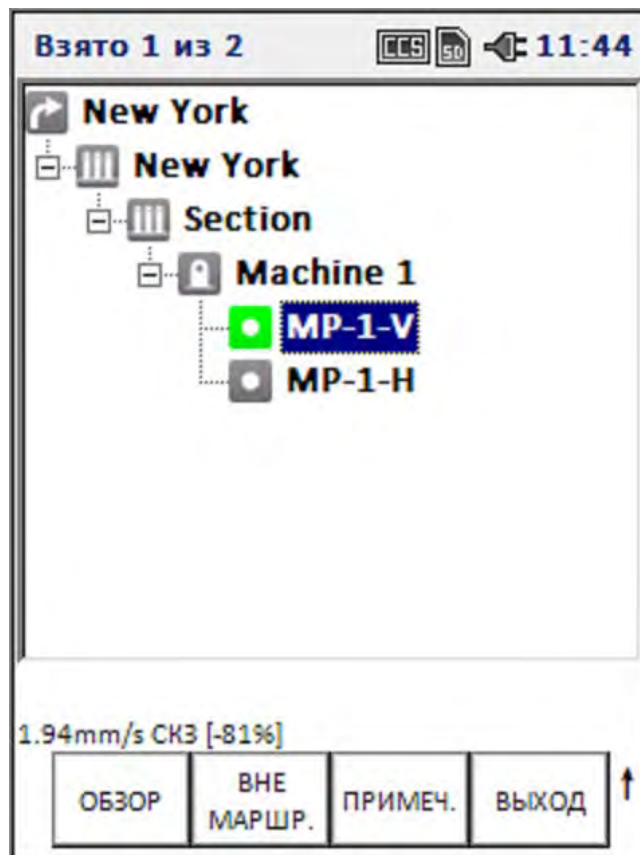 Взято 1 из 2 CCS SD 11:44
New York
New York
Section
Machine 1
MP-1-V
MP-1-H
1.94mm/s СКЗ [-81%]
ОБЗОР
ВНЕ
МАРШР.
ПРИМЕЧ.
ВЫХОД